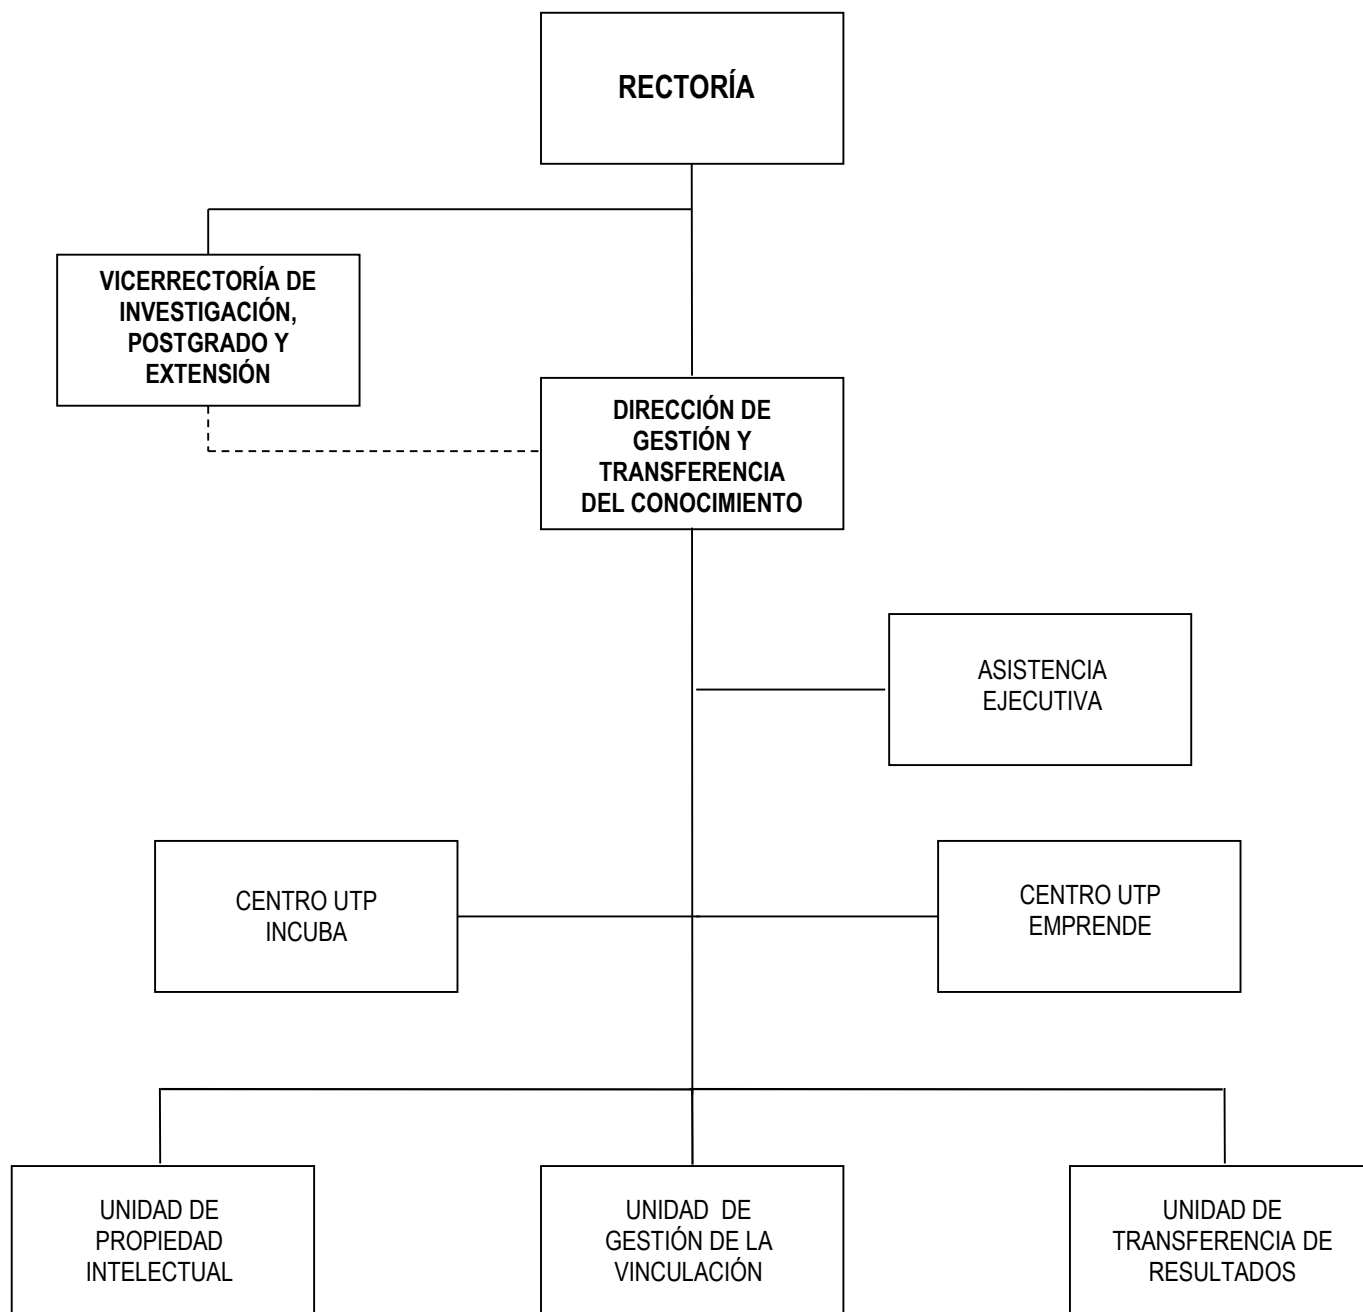 RECTORÍA
VICERRECTORÍA DE
INVESTIGACIÓN,
POSTGRADO Y
EXTENSIÓN
DIRECCIÓN DE
GESTIÓN Y
TRANSFERENCIA
DEL CONOCIMIENTO
ASISTENCIA
EJECUTIVA
CENTRO UTP
INCUBA
CENTRO UTP
EMPRENDE
UNIDAD DE
PROPIEDAD
INTELECTUAL
UNIDAD DE
GESTIÓN DE LA
VINCULACIÓN
UNIDAD DE
TRANSFERENCIA DE
RESULTADOS